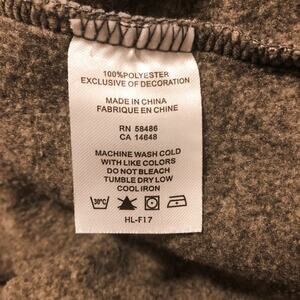 100%POLYESTER
EXCLUSIVE OF DECORATION
MADE IN CHINA
FABRIQUE EN CHINE
RN 58486
CA 14648
MACHINE WASH COLD
WITH LIKE COLORS
DO NOT BLEACH
TUMBLE DRY LOW
COOL IRON
30°C
HL-F17